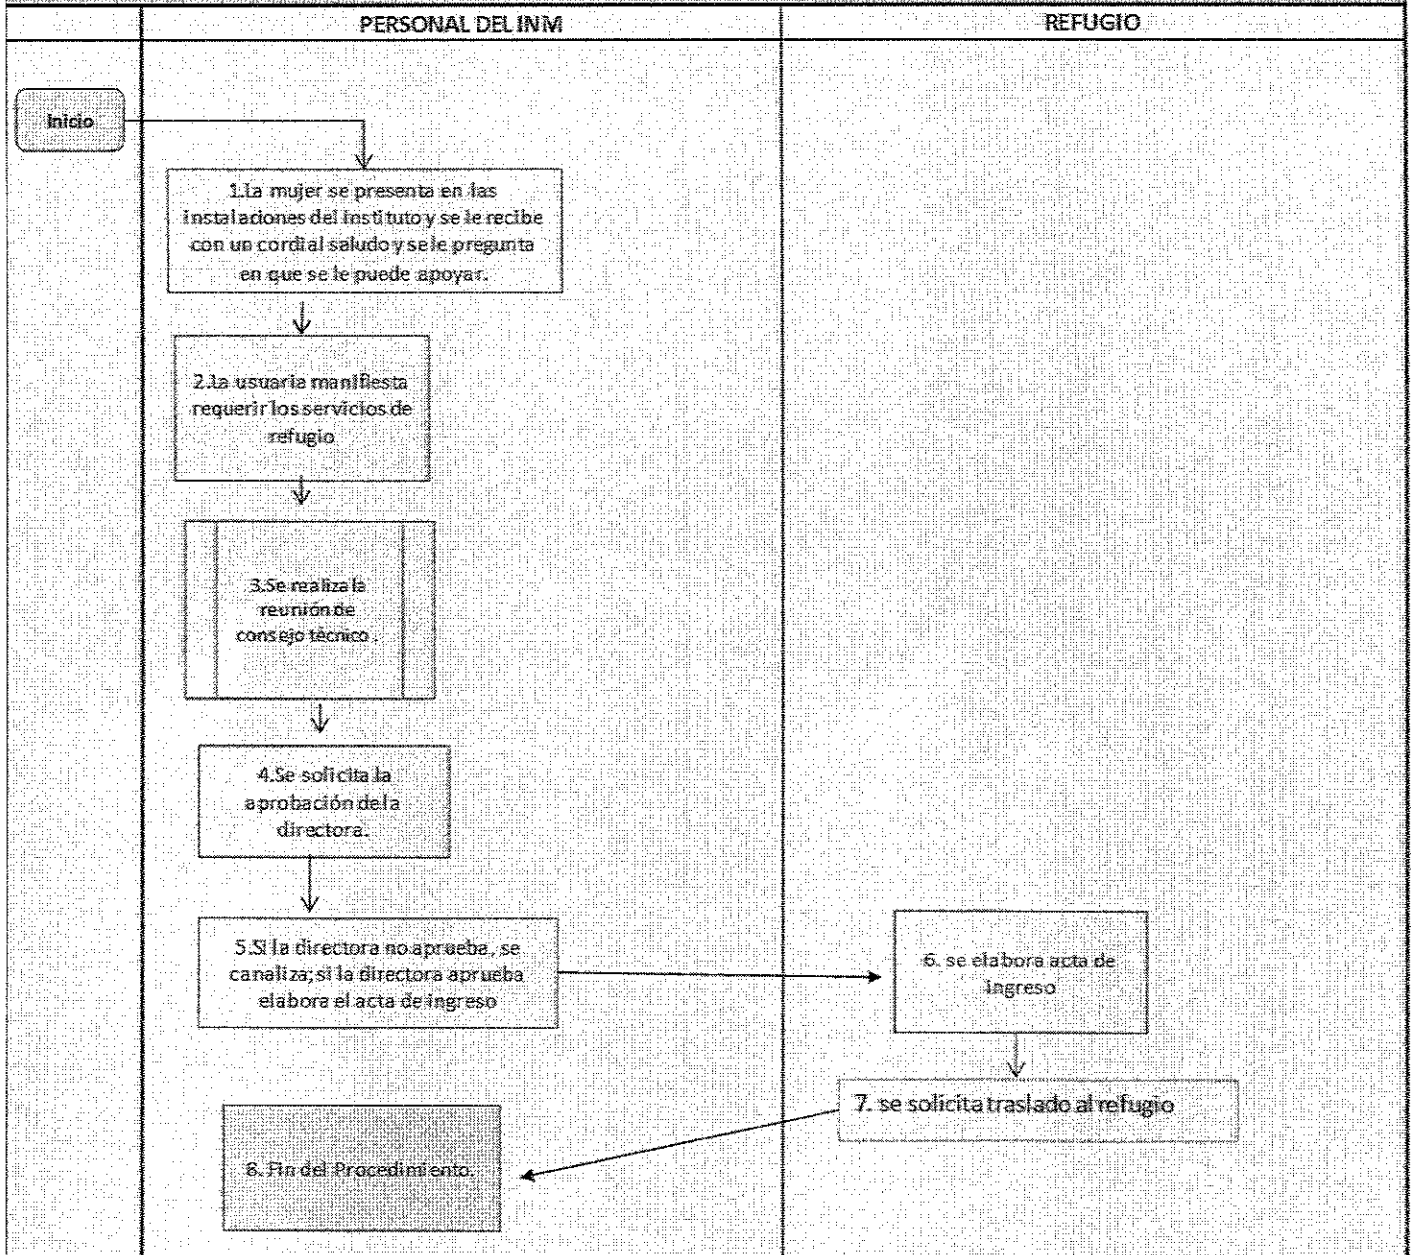 PERSONAL DEL INM
REFUGIO
Inicio
1.La mujer se presenta en las
instalaciones del Instituto y se le recibe
con un cordial saludo y se le pregunta
en que se le puede apoyar.
2.La usuaria manifiesta
requerir los servicios de
refugio
3.Se realiza la
reunión de
consejo técnico.
4.Se solicita la
aprobación de la
directora.
5.Si la directora no aprueba, se
canaliza; si la directora aprueba
elabora el acta de ingreso
6. se elabora acta de
ingreso
7. se solicita traslado al refugio
8. Fin del Procedimiento.